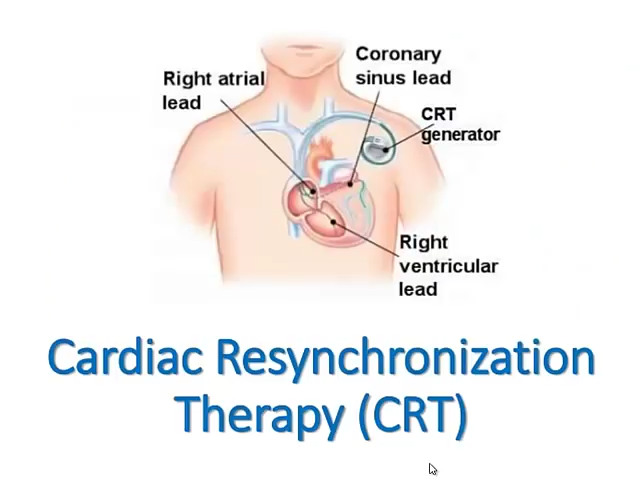 Coronary
sinus lead
Right atrial
lead
CRT
generator
Right
ventricular
lead
Cardiac Resynchronization
Therapy (CRT)